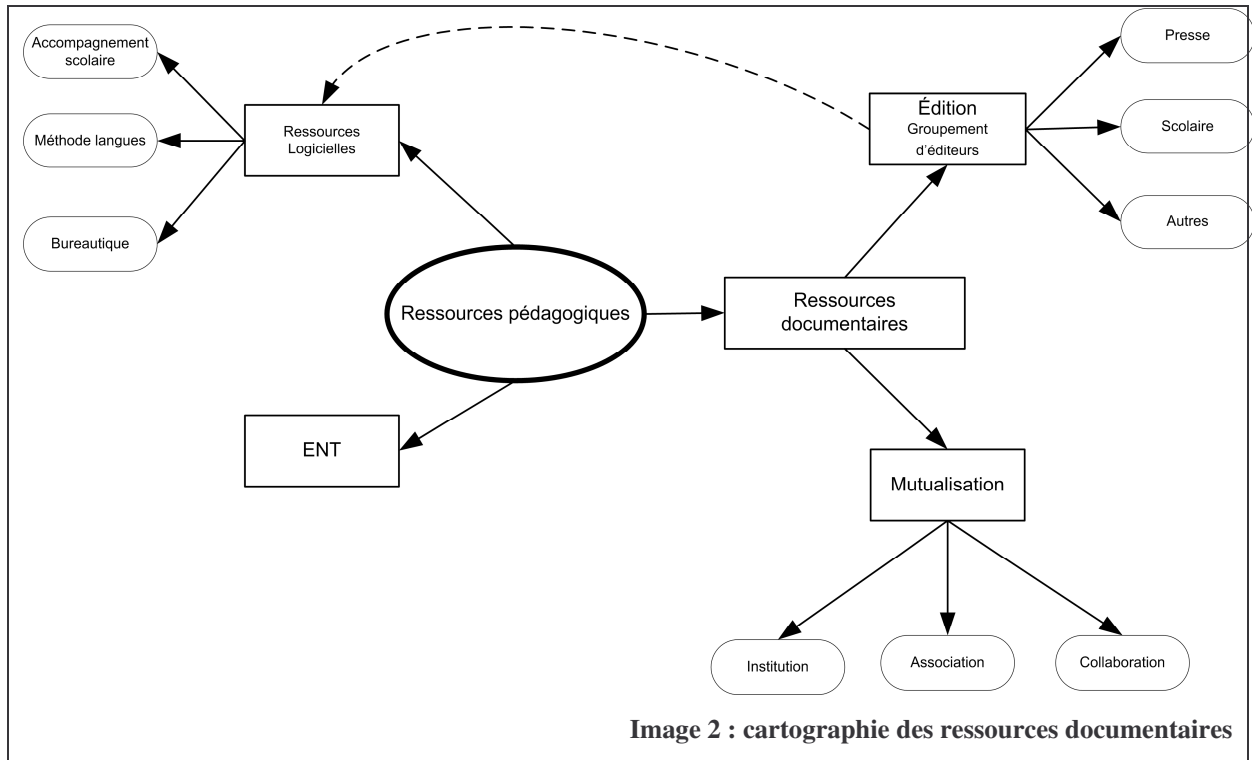 Accompagnement
scolaire
Méthode langues
Bureautique
Ressources
Logicielles
Édition
Groupement
d'éditeurs
Presse
Scolaire
Autres
Ressources pédagogiques
Ressources
documentaires
ENT
Mutualisation
Institution
Association
Collaboration
Image 2 : cartographie des ressources documentaires